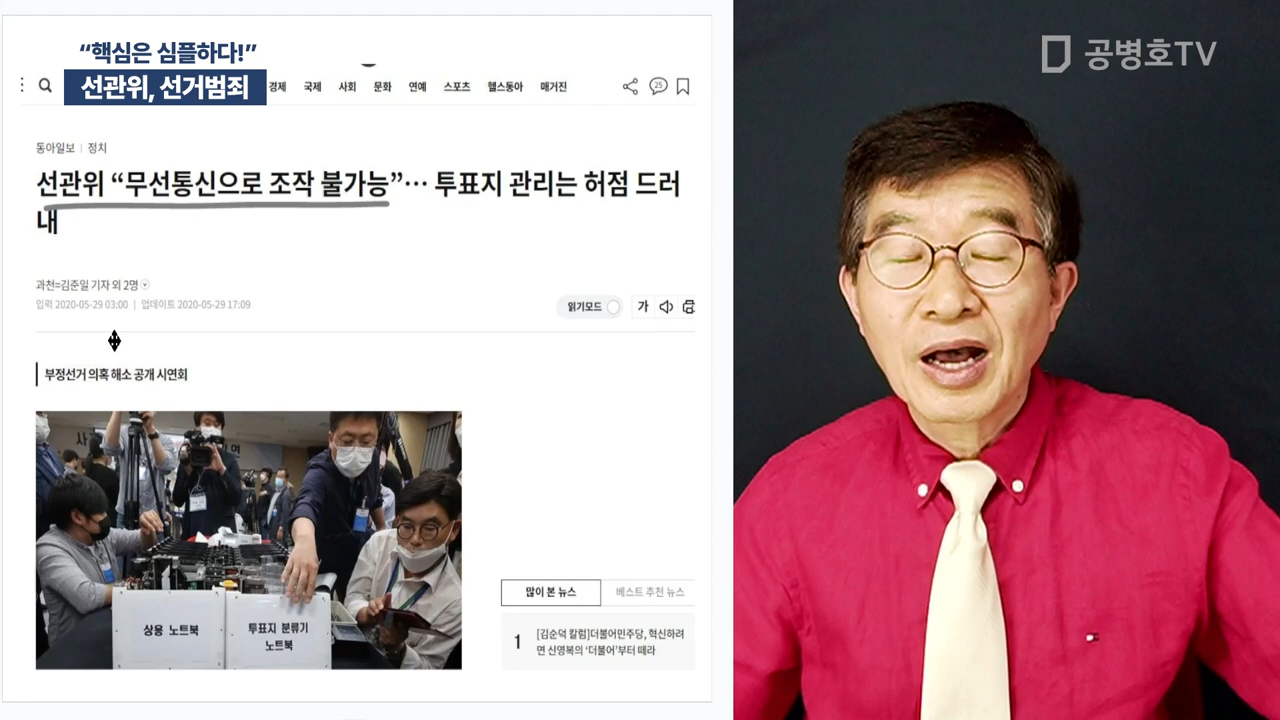 “핵심은 심플하다!”
선관위, 선거범죄
공병호TV
경제 국제 사회 문화 연예 스포츠 헬스동아 매거진
25
동아일보 | 정치
선관위 “무선통신으로 조작 불가능”… 투표지 관리는 허점 드러
내
과천=김준일 기자 외 2명
입력 2020-05-29 03:00 | 업데이트 2020-05-29 17:09
읽기모드 가
부정선거 의혹 해소 공개 시연회
상용 노트북
투표지 분류기
노트북
많이 본 뉴스 베스트 추천 뉴스
1 [김순덕 칼럼]더불어민주당, 혁신하려
면 신영복의 ‘더불어’부터 떼라